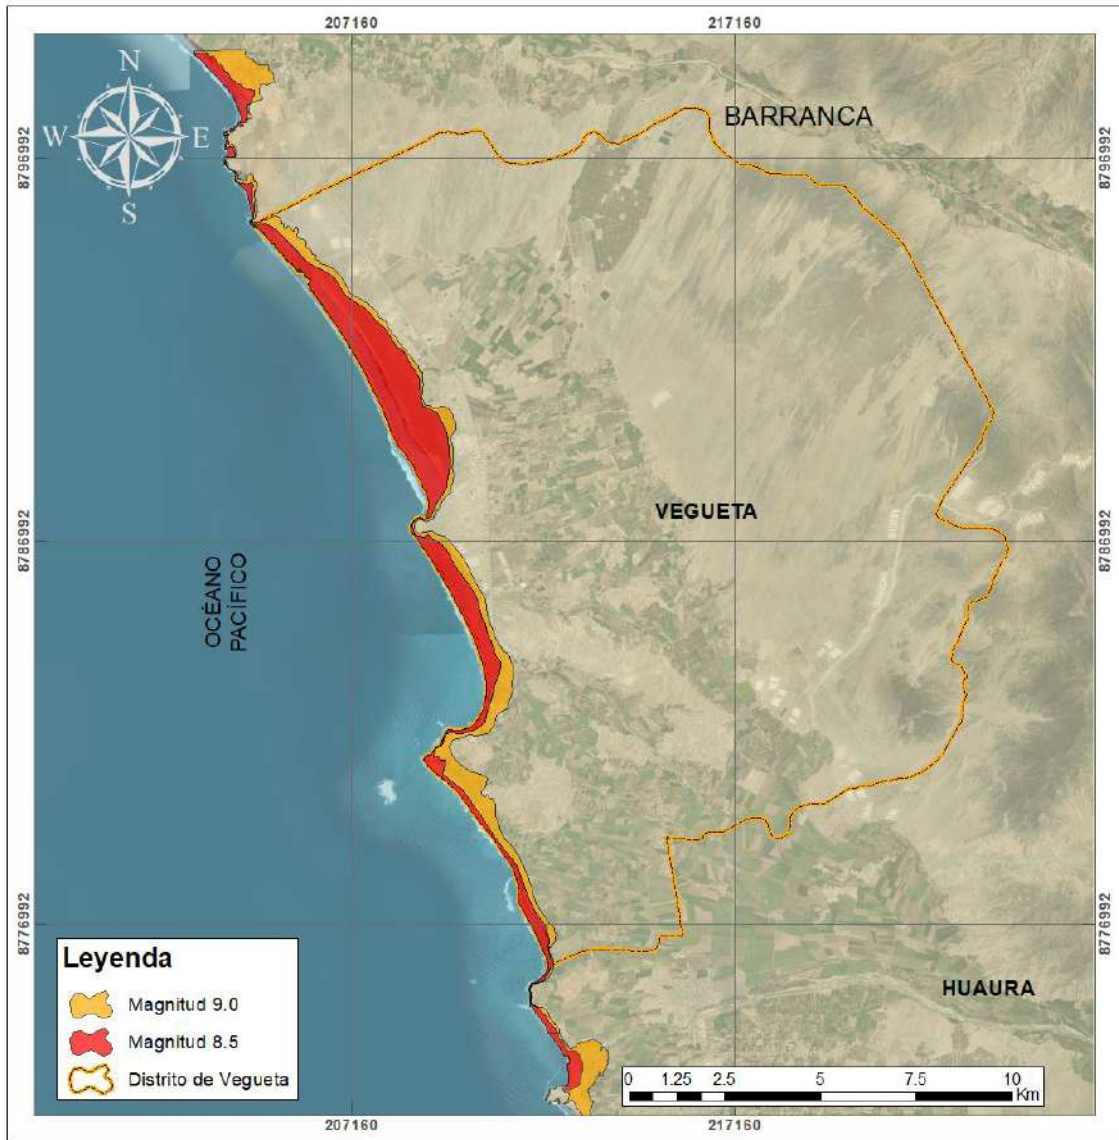 207160
217160
N
W
E
S
BARRANCA
8796992
8796992
VEGUETA
8786992
8786992
OCÉANO
PACÍFICO
8776992
8776992
Leyenda
Magnitud 9.0
Magnitud 8.5
Distrito de Vegueta
HUAURA
0 1.25 2.5 5 7.5 10
Km
207160
217160